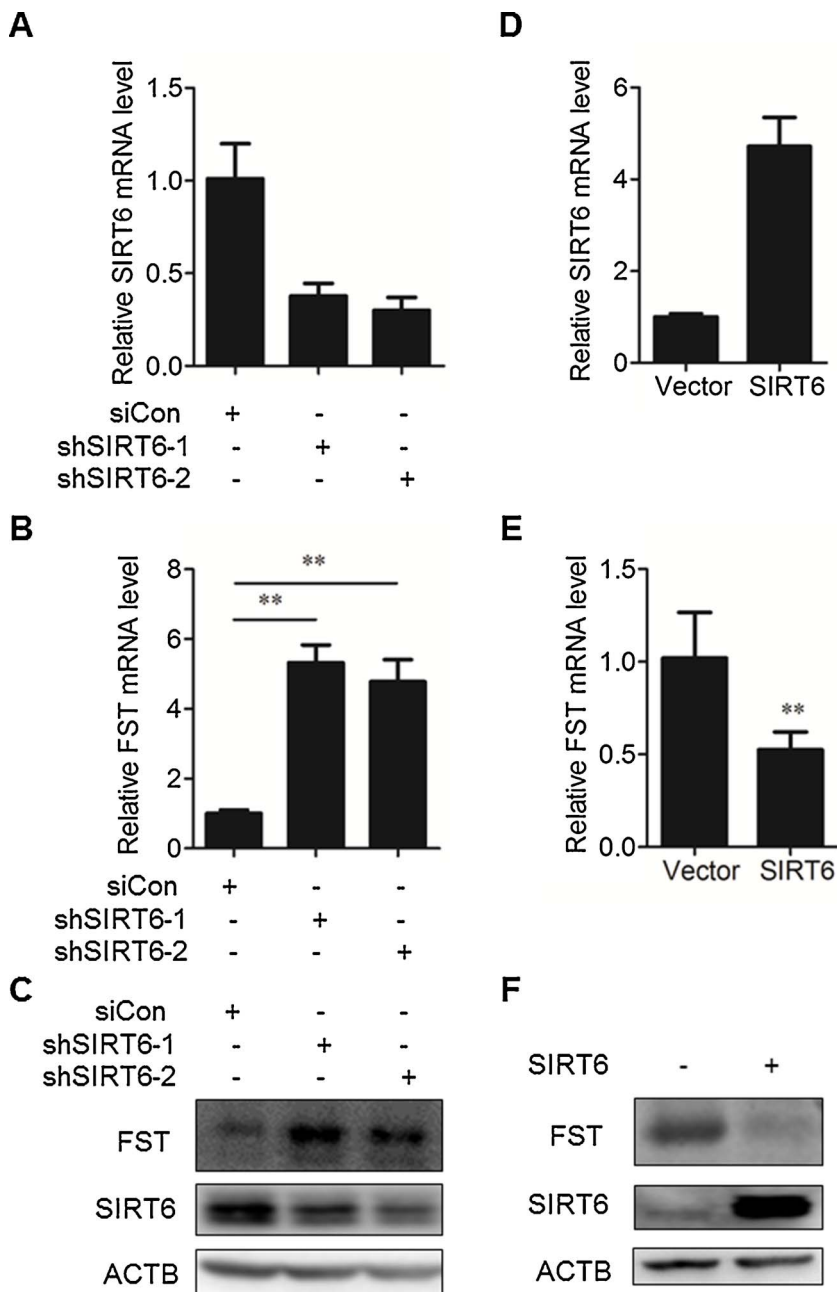 A
Relative SIRT6 mRNA level
1.5
1.0
0.5
0.0
siCon + - -
shSIRT6-1 - + -
shSIRT6-2 - - +
B
Relative FST mRNA level
8
6
4
2
0
**
**
siCon + - -
shSIRT6-1 - + -
shSIRT6-2 - - +
C
siCon + - -
shSIRT6-1 - + -
shSIRT6-2 - - +
FST
SIRT6
ACTB
D
Relative SIRT6 mRNA level
6
4
2
0
Vector SIRT6
E
Relative FST mRNA level
1.5
1.0
0.5
0.0
**
Vector SIRT6
F
SIRT6 - +
FST
SIRT6
ACTB